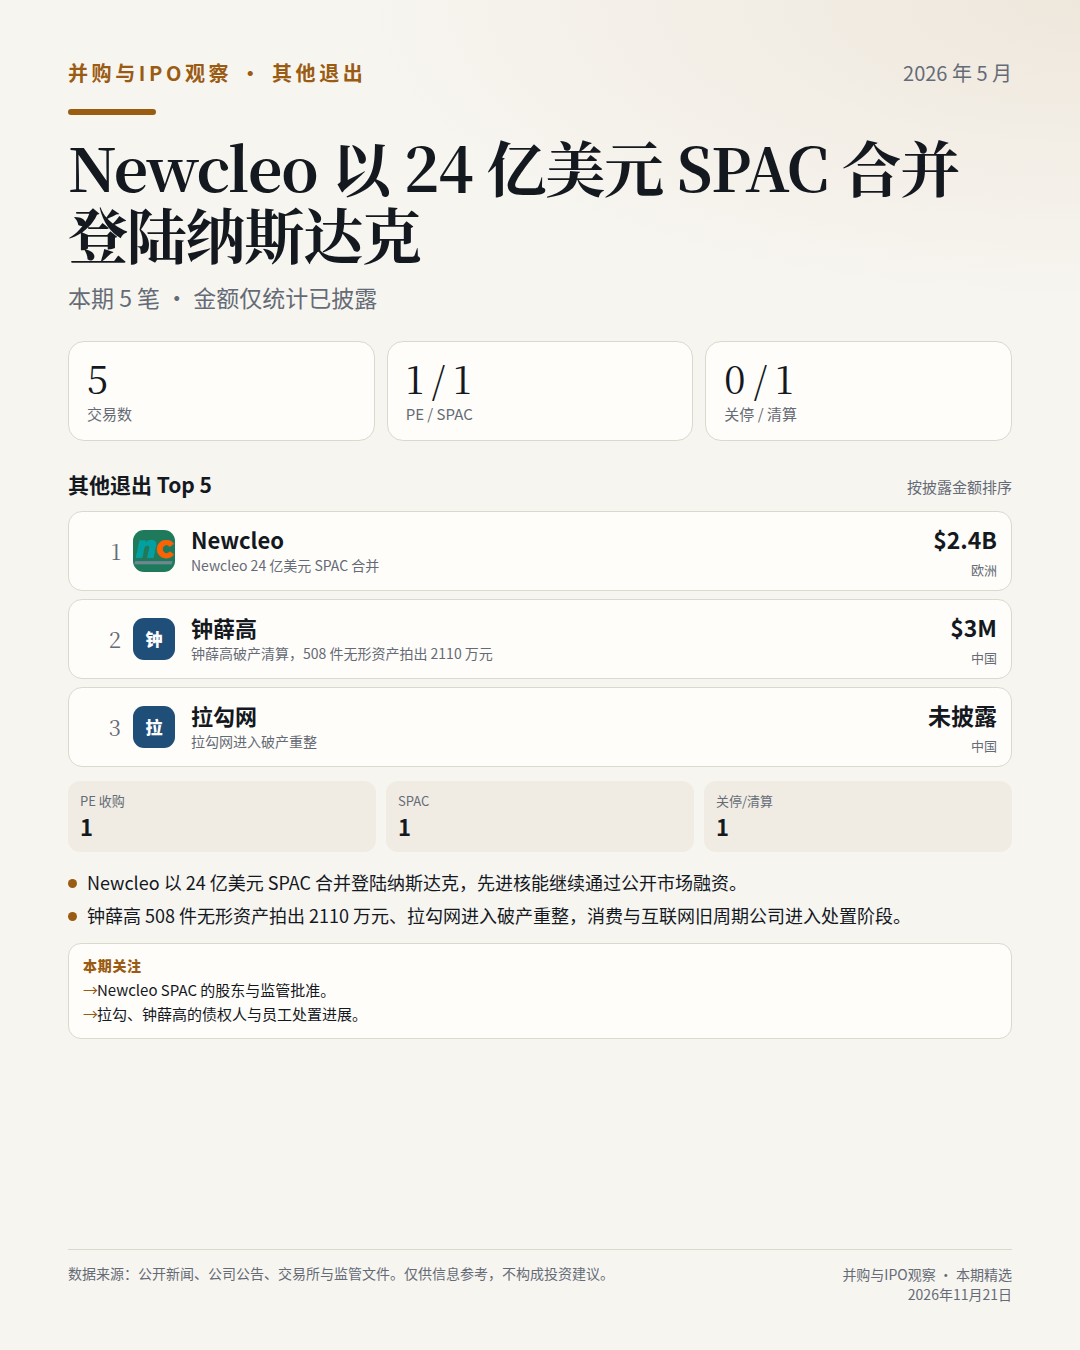 并购与IPO观察 · 其他退出
2026 年 5 月
Newcleo 以 24 亿美元 SPAC 合并
登陆纳斯达克
本期 5 笔 · 金额仅统计已披露
5
交易数
1 / 1
PE / SPAC
0 / 1
关停 / 清算
其他退出 Top 5
按披露金额排序
1
nc
Newcleo
Newcleo 24 亿美元 SPAC 合并
$2.4B
欧洲
2
钟
钟薛高
钟薛高破产清算，508 件无形资产拍出 2110 万元
$3M
中国
3
拉
拉勾网
拉勾网进入破产重整
未披露
中国
PE 收购
1
SPAC
1
关停/清算
1
Newcleo 以 24 亿美元 SPAC 合并登陆纳斯达克，先进核能继续通过公开市场融资。
钟薛高 508 件无形资产拍出 2110 万元、拉勾网进入破产重整，消费与互联网旧周期公司进入处置阶段。
本期关注
→Newcleo SPAC 的股东与监管批准。
→拉勾、钟薛高的债权人与员工处置进展。
数据来源：公开新闻、公司公告、交易所与监管文件。仅供信息参考，不构成投资建议。
并购与IPO观察 · 本期精选
2026年11月21日